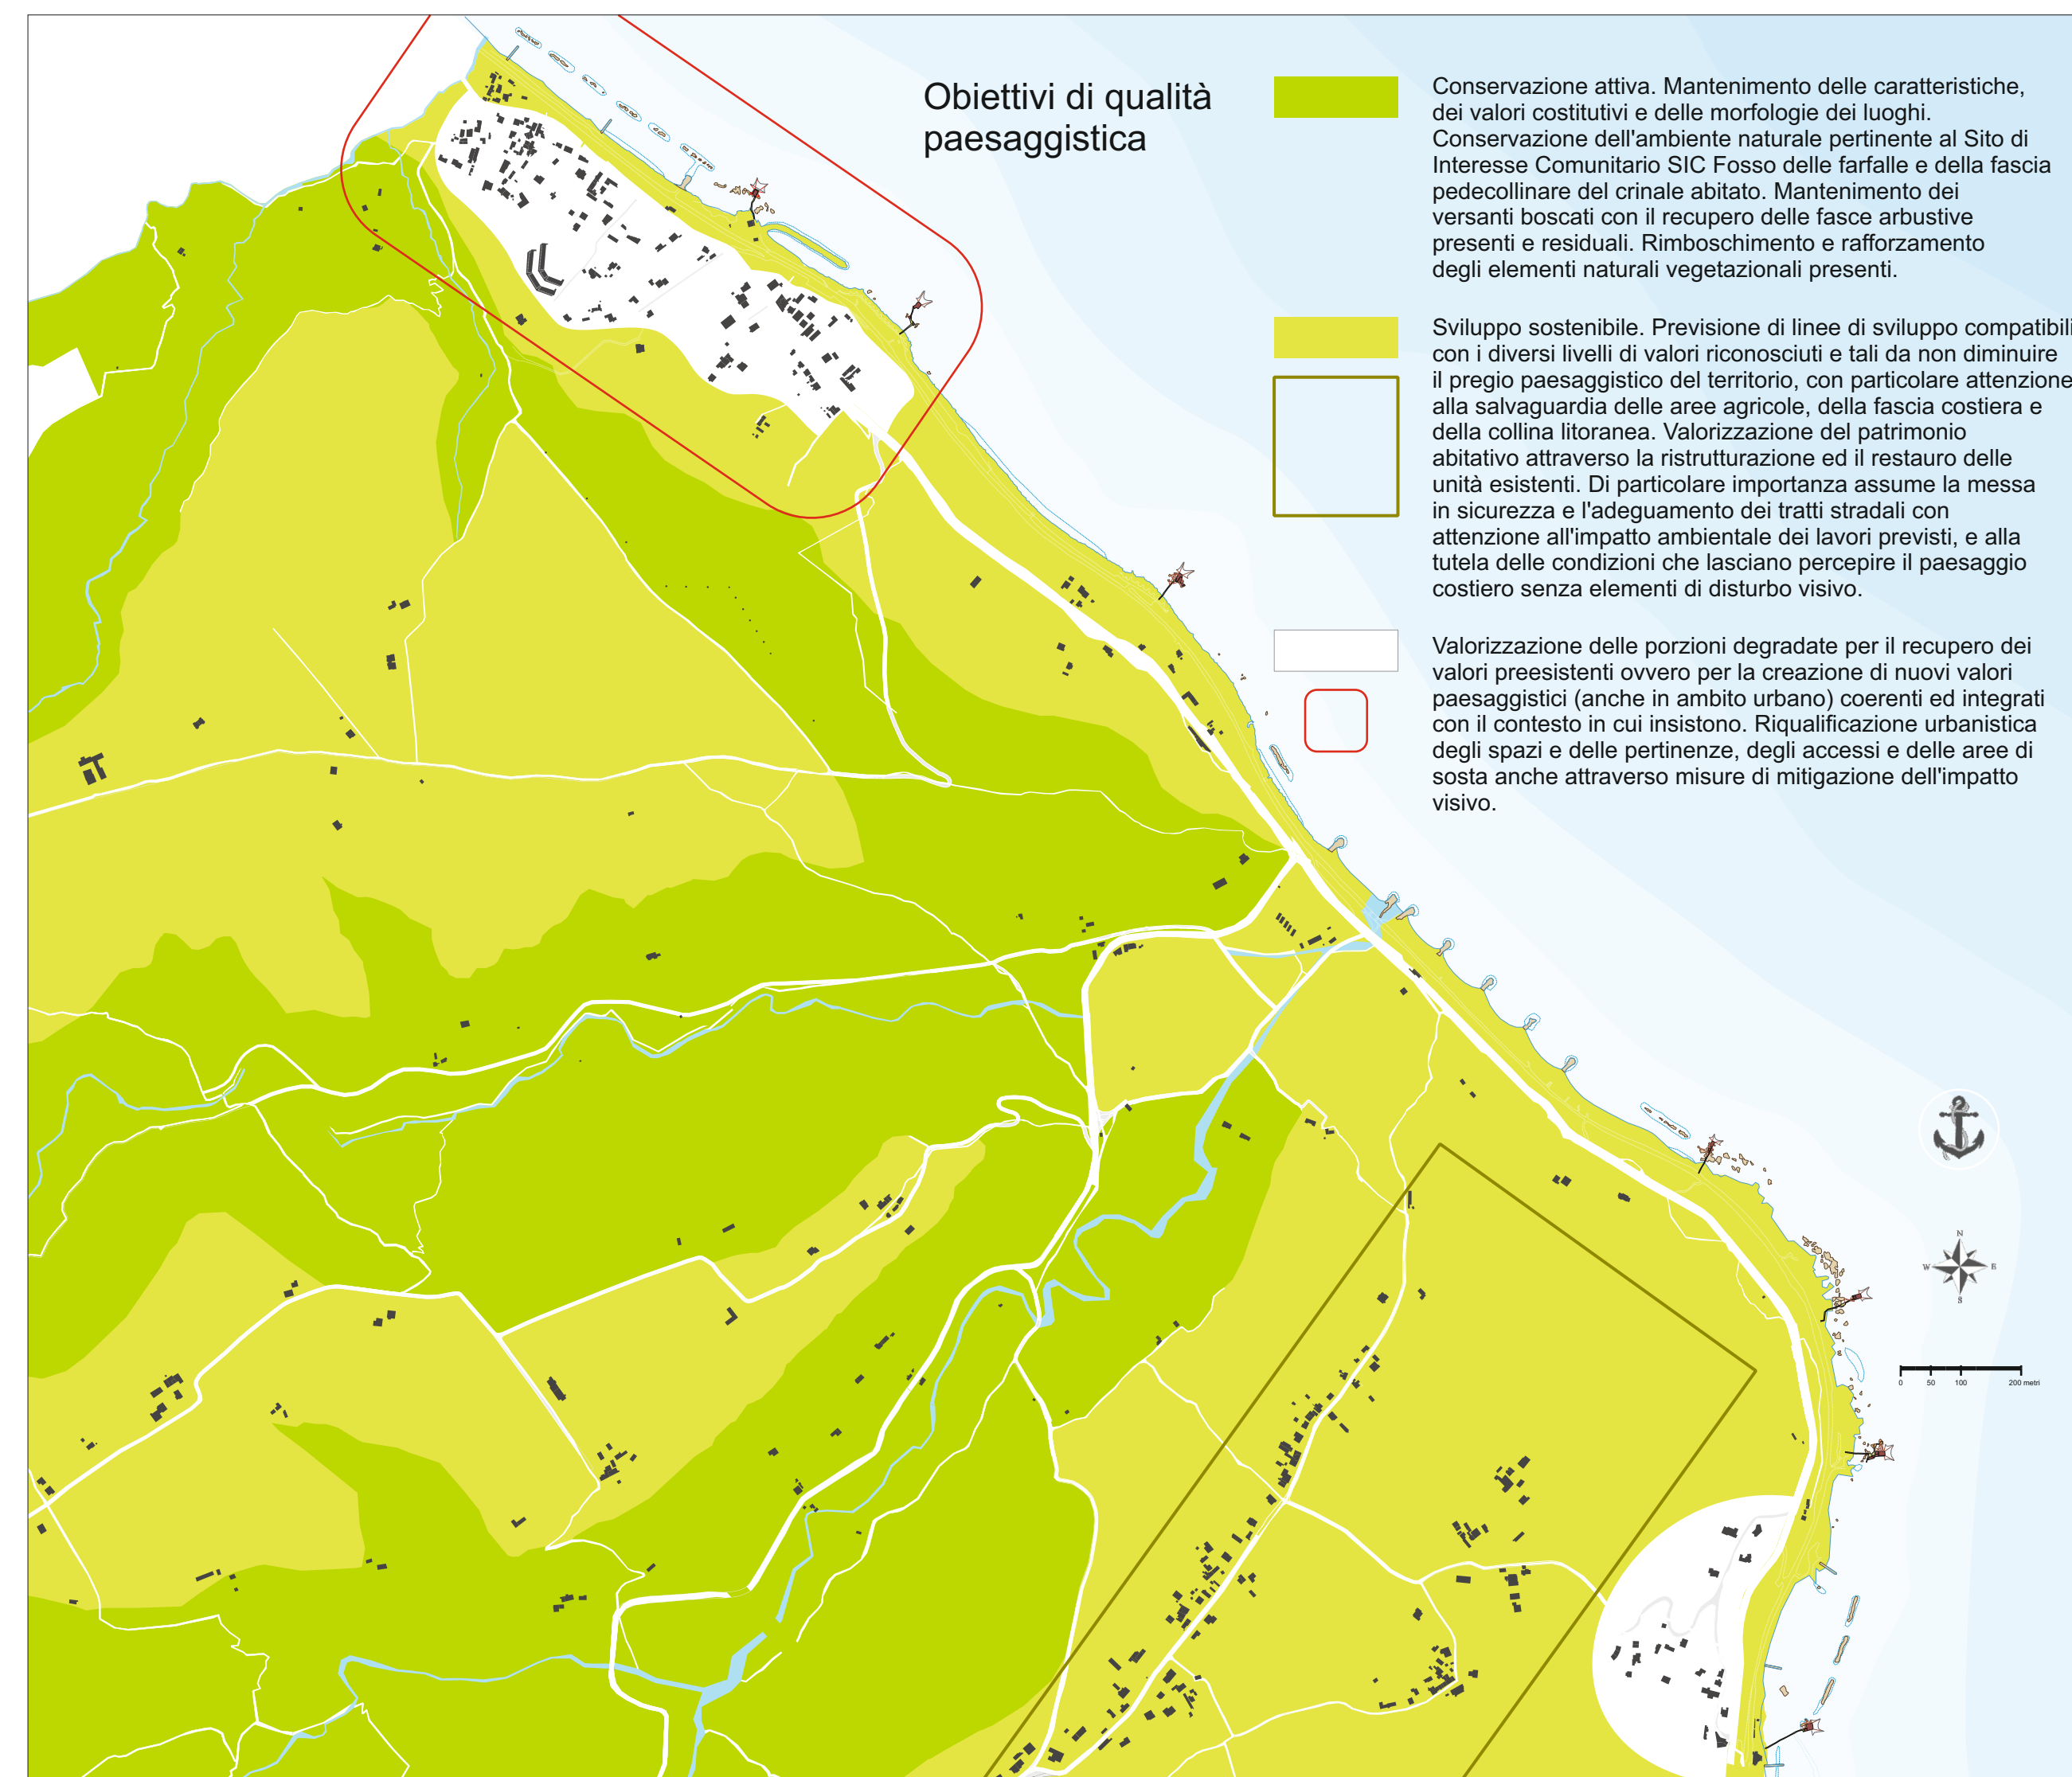 Obiettivi di qualità
paesaggistica
Conservazione attiva. Mantenimento delle caratteristiche,
dei valori costitutivi e delle morfologie dei luoghi.
Conservazione dell'ambiente naturale pertinente al Sito di
Interesse Comunitario SIC Fosso delle farfalle e della fascia
pedecollinare del crinale abitato. Mantenimento dei
versanti boscati con il recupero delle fasce arbustive
presenti e residuali. Rimboschimento e rafforzamento
degli elementi naturali vegetazionali presenti.
Sviluppo sostenibile. Previsione di linee di sviluppo compatibili
con i diversi livelli di valori riconosciuti e tali da non diminuire
il pregio paesaggistico del territorio, con particolare attenzione
alla salvaguardia delle aree agricole, della fascia costiera e
della collina litoranea. Valorizzazione del patrimonio
abitativo attraverso la ristrutturazione ed il restauro delle
unità esistenti. Di particolare importanza assume la messa
in sicurezza e l'adeguamento dei tratti stradali con
attenzione all'impatto ambientale dei lavori previsti, e alla
tutela delle condizioni che lasciano percepire il paesaggio
costiero senza elementi di disturbo visivo.
Valorizzazione delle porzioni degradate per il recupero dei
valori preesistenti ovvero per la creazione di nuovi valori
paesaggistici (anche in ambito urbano) coerenti ed integrati
con il contesto in cui insistono. Riqualificazione urbanistica
degli spazi e delle pertinenze, degli accessi e delle aree di
sosta anche attraverso misure di mitigazione dell'impatto
visivo.
N
W E
S
0 50 100 200 metri